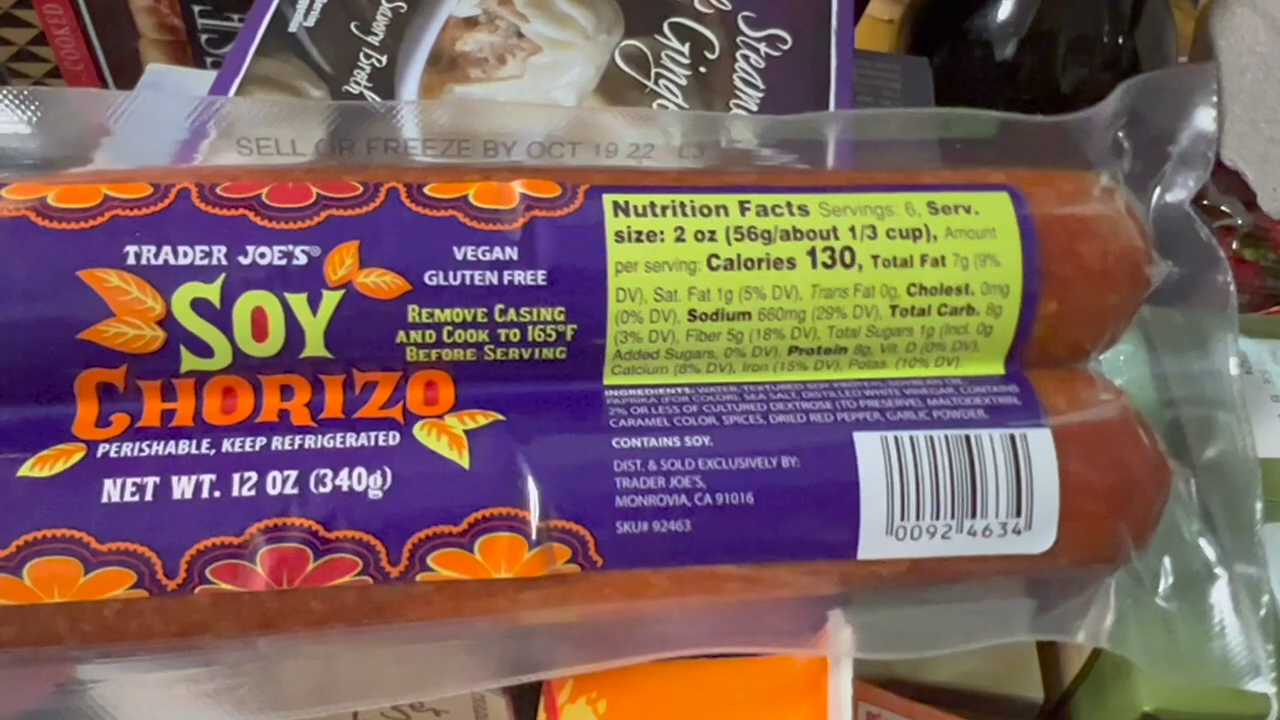 COOKED
Savory Broth
Steam
Ginge
SELL OR FREEZE BY OCT 19 22 L3
TRADER JOE'S®
SOY
CHORIZO
PERISHABLE, KEEP REFRIGERATED
NET WT. 12 OZ (340g)
VEGAN
GLUTEN FREE
REMOVE CASING
AND COOK TO 165°F
BEFORE SERVING
Nutrition Facts Servings: 6, Serv.
size: 2 oz (56g/about 1/3 cup), Amount
per serving: Calories 130, Total Fat 7g (9%
DV), Sat. Fat 1g (5% DV), Trans Fat 0g, Cholest. 0mg
(0% DV), Sodium 660mg (29% DV), Total Carb. 8g
(3% DV), Fiber 5g (18% DV), Total Sugars 1g (Incl. 0g
Added Sugars, 0% DV), Protein 8g, Vit. D (0% DV),
Calcium (8% DV), Iron (15% DV), Potas. (10% DV).
INGREDIENTS: WATER, TEXTURED SOY PROTEIN, SOYBEAN OIL,
PAPRIKA (FOR COLOR), SEA SALT, DISTILLED WHITE VINEGAR, CONTAINS
2% OR LESS OF CULTURED DEXTROSE (TO PRESERVE), MALTODEXTRIN,
CARAMEL COLOR, SPICES, DRIED RED PEPPER, GARLIC POWDER.
CONTAINS SOY.
DIST. & SOLD EXCLUSIVELY BY:
TRADER JOE'S,
MONROVIA, CA 91016
SKU# 92463
0092 4634